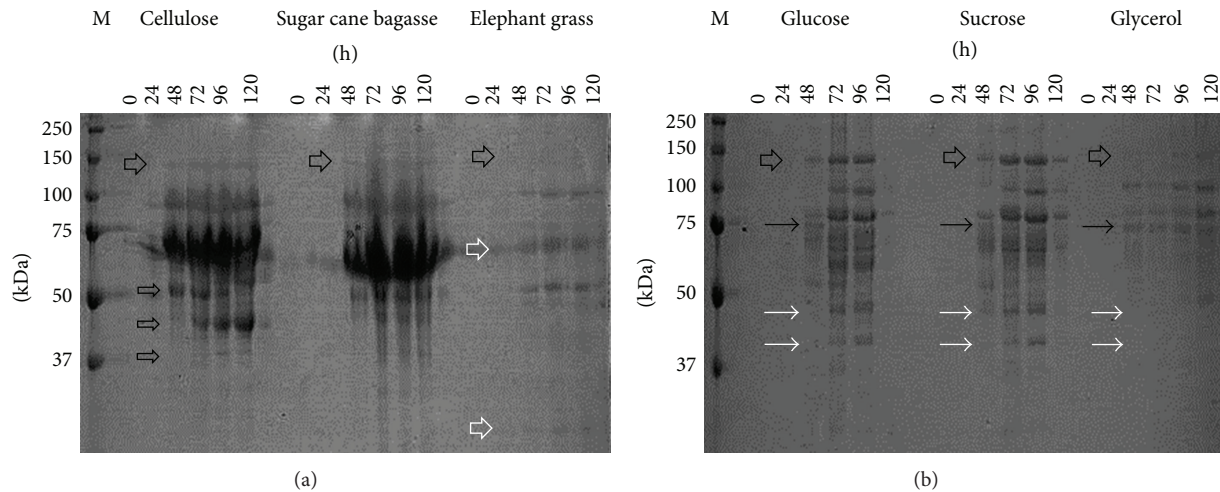 M Cellulose Sugar cane bagasse Elephant grass
(h)
0 24 48 72 96 120 0 24 48 72 96 120 0 24 48 72 96 120
250
150
100
75
50
37
(kDa)
(a)
M Glucose Sucrose Glycerol
(h)
0 24 48 72 96 120 0 24 48 72 96 120 0 24 48 72 96 120
250
150
100
75
50
37
(kDa)
(b)